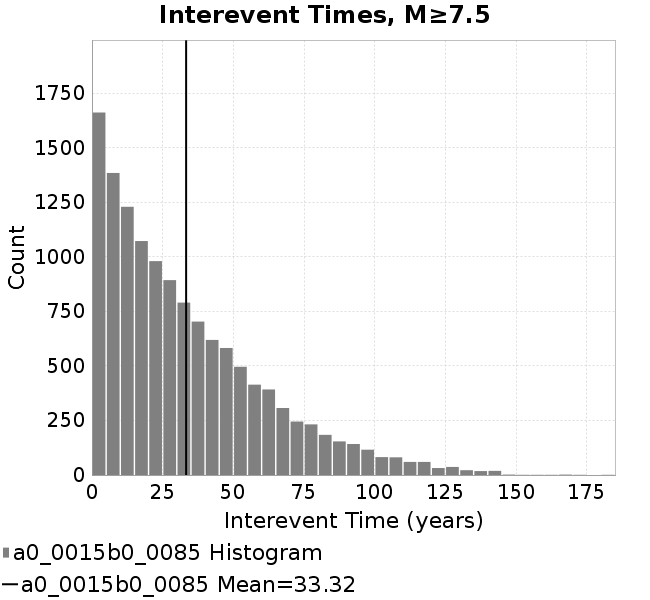 Interevent Times, M≥7.5
1750
1500
1250
1000
750
500
250
0
Count
0 25 50 75 100 125 150 175
Interevent Time (years)
a0_0015b0_0085 Histogram
a0_0015b0_0085 Mean=33.32